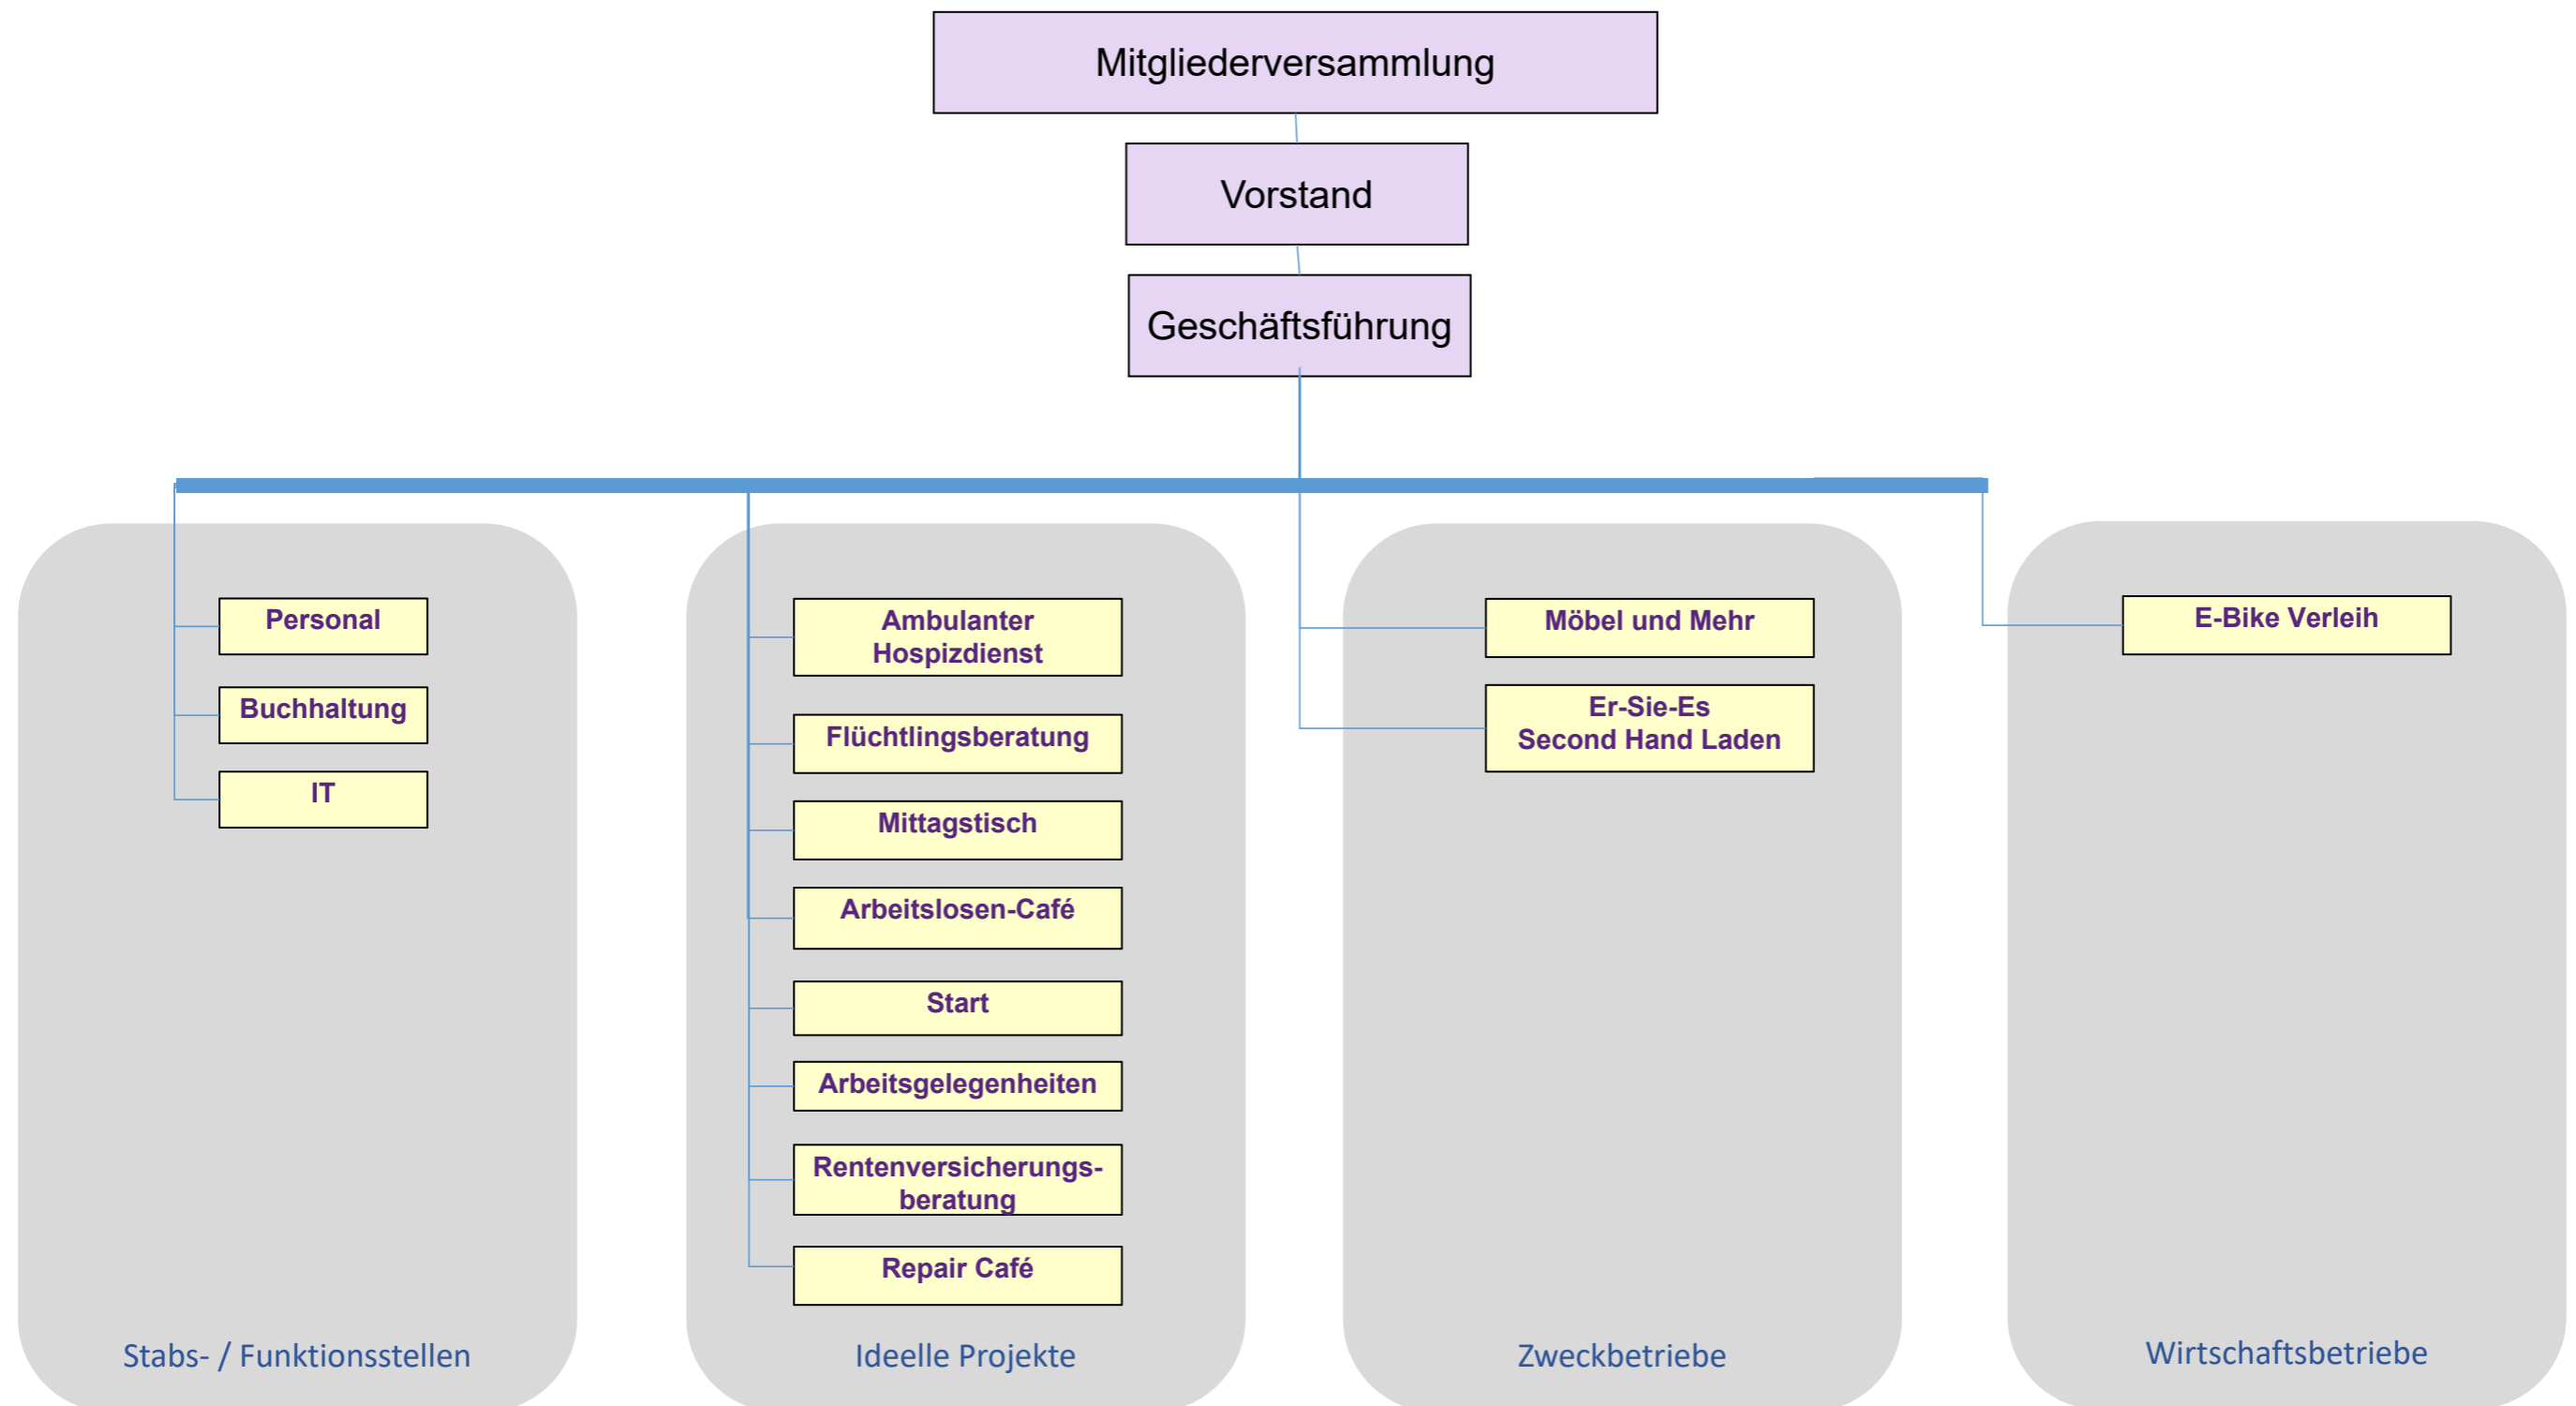 Mitgliederversammlung
Vorstand
Geschäftsführung
Personal
Buchhaltung
IT
Stabs- / Funktionsstellen
Ambulanter
Hospizdienst
Flüchtlingsberatung
Mittagstisch
Arbeitslosen-Café
Start
Arbeitsgelegenheiten
Rentenversicherungs-
beratung
Repair Café
Ideelle Projekte
Möbel und Mehr
Er-Sie-Es
Second Hand Laden
Zweckbetriebe
E-Bike Verleih
Wirtschaftsbetriebe